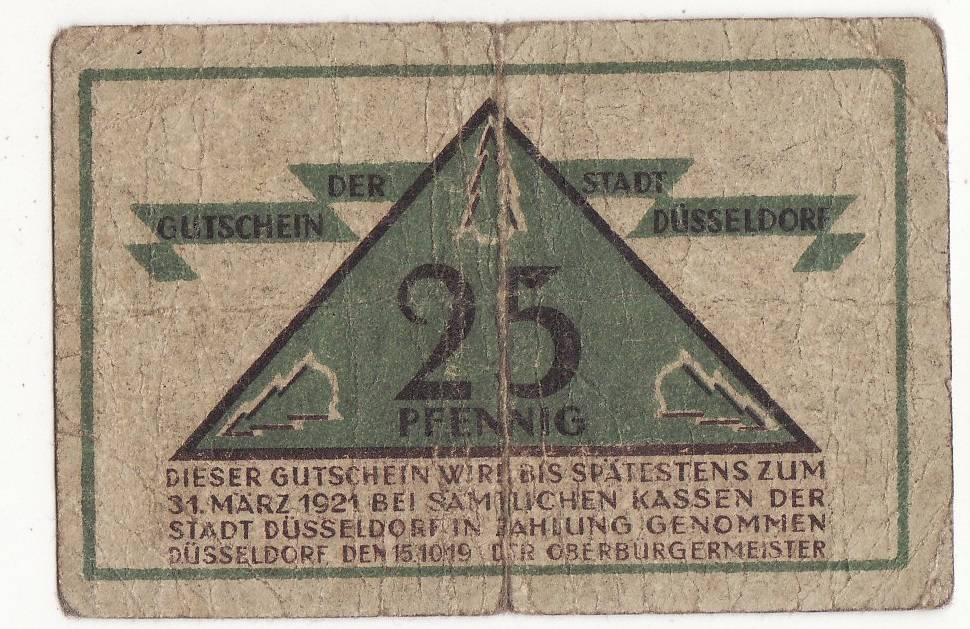 GUTSCHEIN DER STADT DÜSSELDORF
25
PFENNIG
DIESER GUTSCHEIN WIRD BIS SPÄTESTENS ZUM
31. MÄRZ 1921 BEI SÄMTLICHEN KASSEN DER
STADT DÜSSELDORF IN ZAHLUNG GENOMMEN
DÜSSELDORF, DEN 15.10.19 DER OBERBÜRGERMEISTER